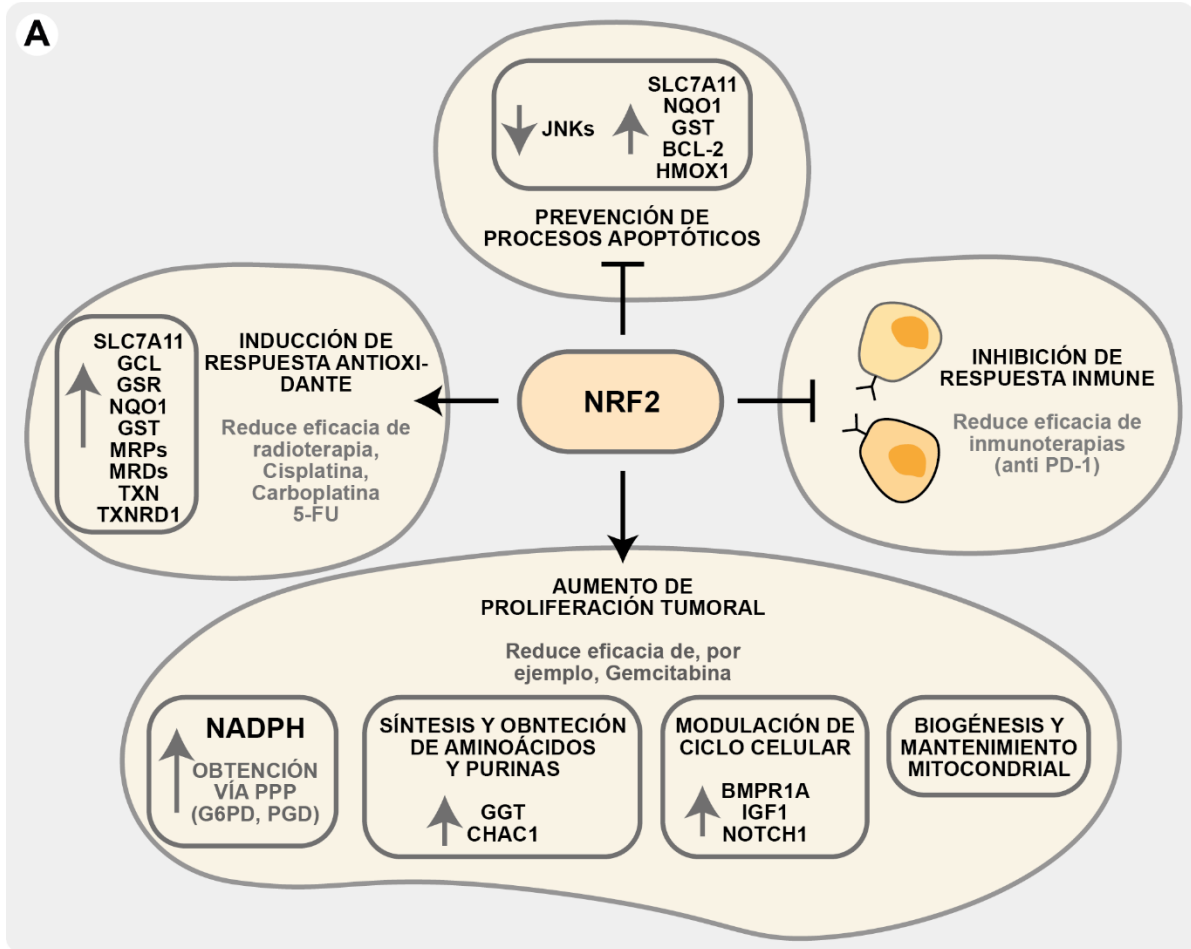 A
JNKs
SLC7A11
NQO1
GST
BCL-2
HMOX1
PREVENCIÓN DE
PROCESOS APOPTÓTICOS
SLC7A11
GCL
GSR
NQO1
GST
MRPs
MRDs
TXN
TXNRD1
INDUCCIÓN DE
RESPUESTA ANTIOXI-
DANTE
Reduce eficacia de
radioterapia,
Cisplatina,
Carboplatina
5-FU
NRF2
INHIBICIÓN DE
RESPUESTA INMUNE
Reduce eficacia de
inmunoterapias
(anti PD-1)
AUMENTO DE
PROLIFERACIÓN TUMORAL
Reduce eficacia de, por
ejemplo, Gemcitabina
NADPH
OBTENCIÓN
VÍA PPP
(G6PD, PGD)
SÍNTESIS Y OBNTECIÓN
DE AMINOÁCIDOS
Y PURINAS
GGT
CHAC1
MODULACIÓN DE
CICLO CELULAR
BMPR1A
IGF1
NOTCH1
BIOGÉNESIS Y
MANTENIMIENTO
MITOCONDRIAL